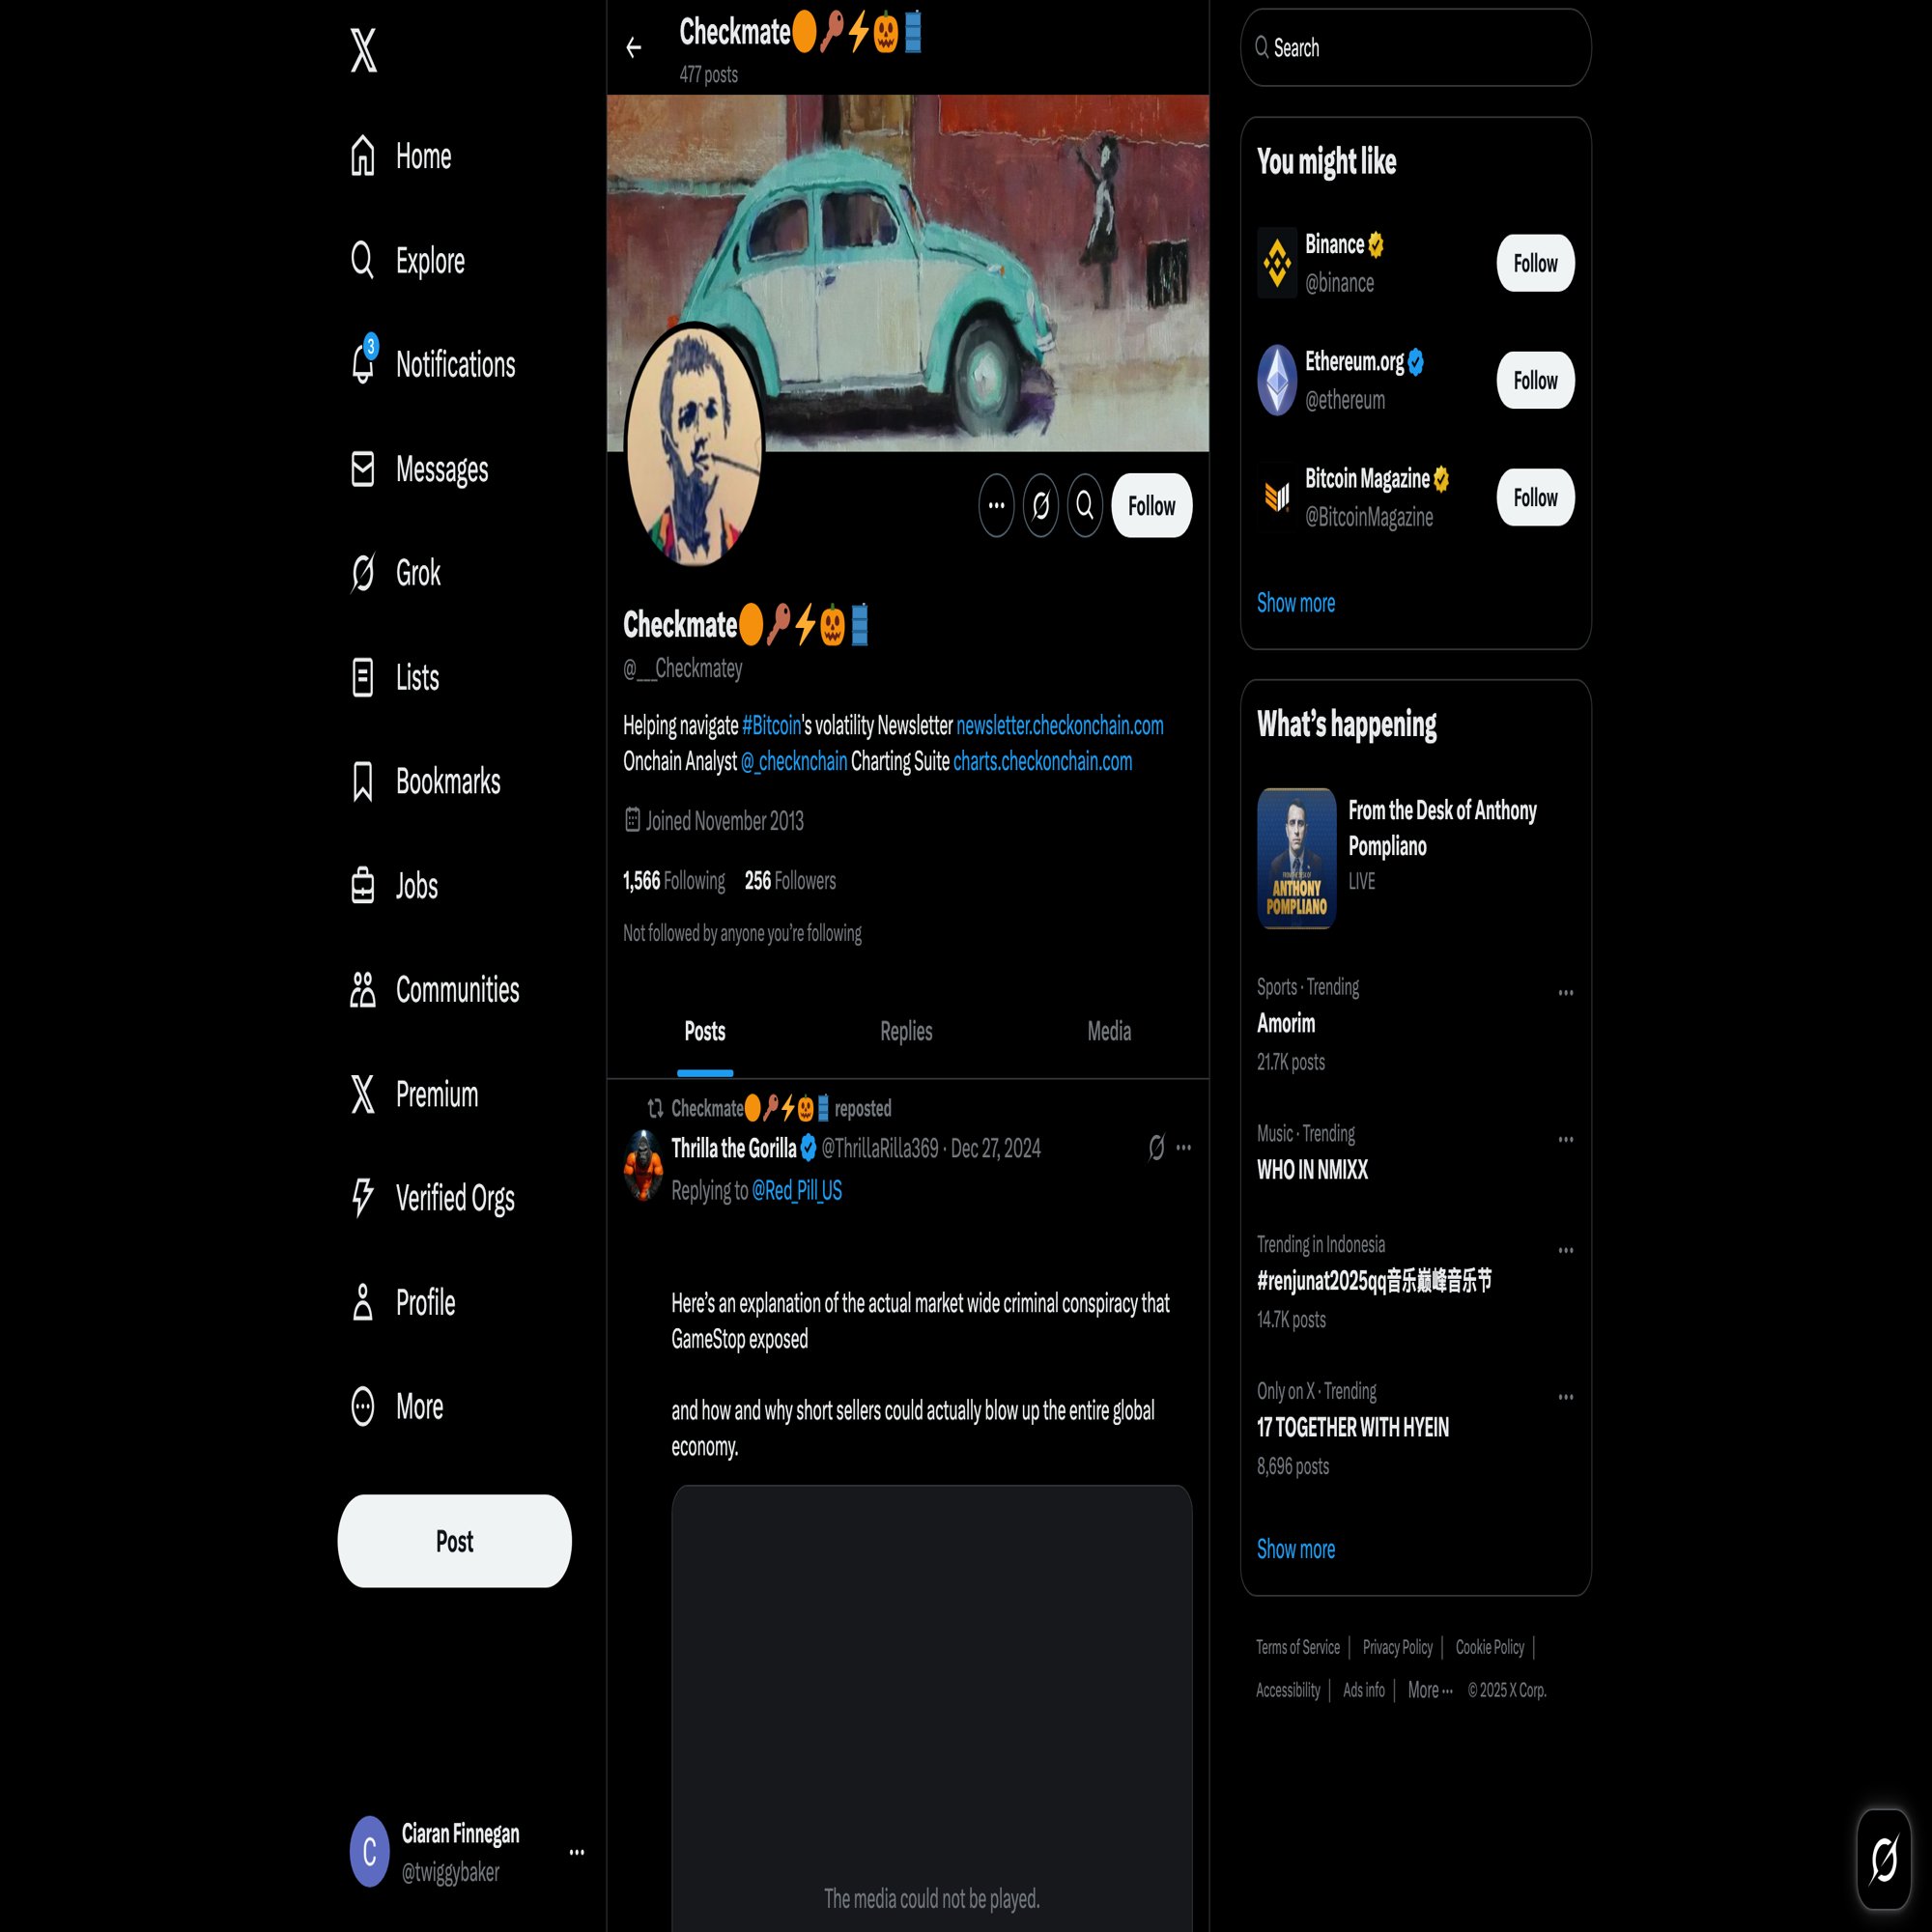 Home
Explore
3
Notifications
Messages
Grok
Lists
Bookmarks
Jobs
Communities
Premium
Verified Orgs
Profile
More
Post
C
Ciaran Finnegan
@twiggybaker
Checkmate🟠🔑⚡🎃🛢️
477 posts
Follow
Checkmate🟠🔑⚡🎃🛢️
@___Checkmatey
Helping navigate #Bitcoin's volatility Newsletter newsletter.checkonchain.com
Onchain Analyst @_checknchain Charting Suite charts.checkonchain.com
Joined November 2013
1,566 Following 256 Followers
Not followed by anyone you’re following
Posts Replies Media
Checkmate🟠🔑⚡🎃🛢️ reposted
Thrilla the Gorilla @ThrillaRilla369 · Dec 27, 2024
Replying to @Red_Pill_US
Here’s an explanation of the actual market wide criminal conspiracy that
GameStop exposed
and how and why short sellers could actually blow up the entire global
economy.
The media could not be played.
Search
You might like
Binance
@binance
Follow
Ethereum.org
@ethereum
Follow
Bitcoin Magazine
@BitcoinMagazine
Follow
Show more
What’s happening
FROM THE DESK OF
ANTHONY
POMPLIANO
From the Desk of Anthony
Pompliano
LIVE
Sports · Trending
Amorim
21.7K posts
Music · Trending
WHO IN NMIXX
Trending in Indonesia
#renjunat2025qq音乐巅峰音乐节
14.7K posts
Only on X · Trending
17 TOGETHER WITH HYEIN
8,696 posts
Show more
Terms of Service | Privacy Policy | Cookie Policy |
Accessibility | Ads info | More ··· © 2025 X Corp.